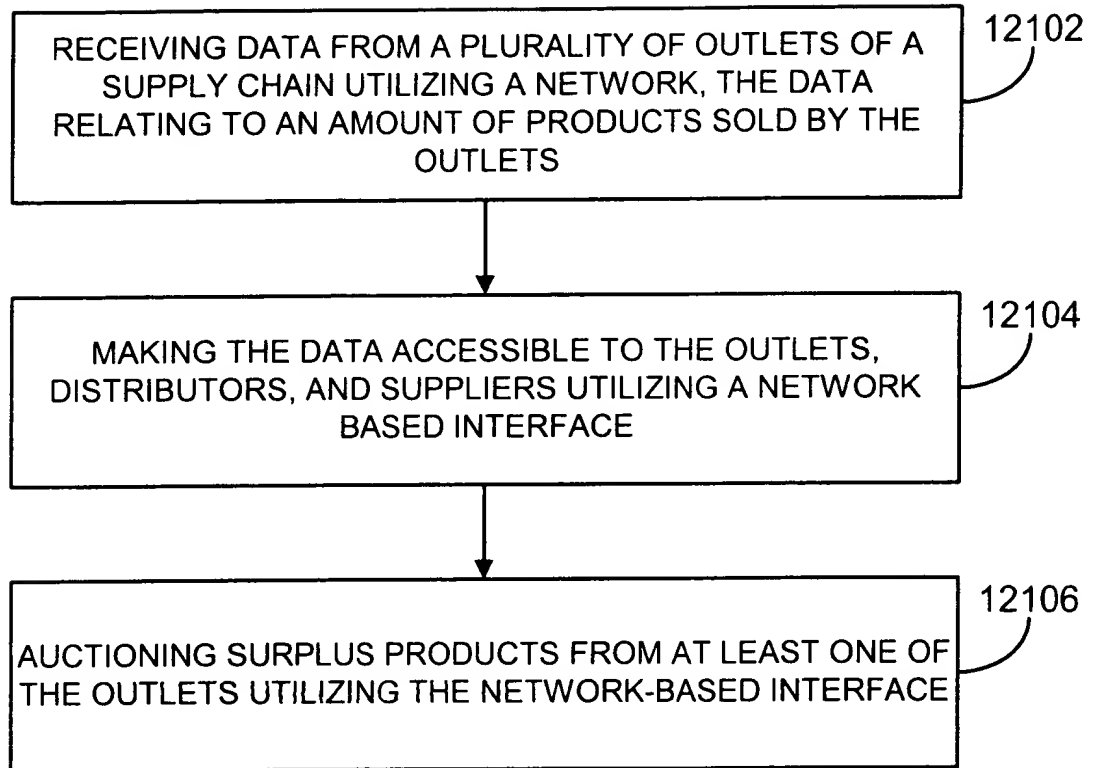 RECEIVING DATA FROM A PLURALITY OF OUTLETS OF A
SUPPLY CHAIN UTILIZING A NETWORK, THE DATA
RELATING TO AN AMOUNT OF PRODUCTS SOLD BY THE
OUTLETS
12102
MAKING THE DATA ACCESSIBLE TO THE OUTLETS,
DISTRIBUTORS, AND SUPPLIERS UTILIZING A NETWORK
BASED INTERFACE
12104
AUCTIONING SURPLUS PRODUCTS FROM AT LEAST ONE OF
THE OUTLETS UTILIZING THE NETWORK-BASED INTERFACE
12106